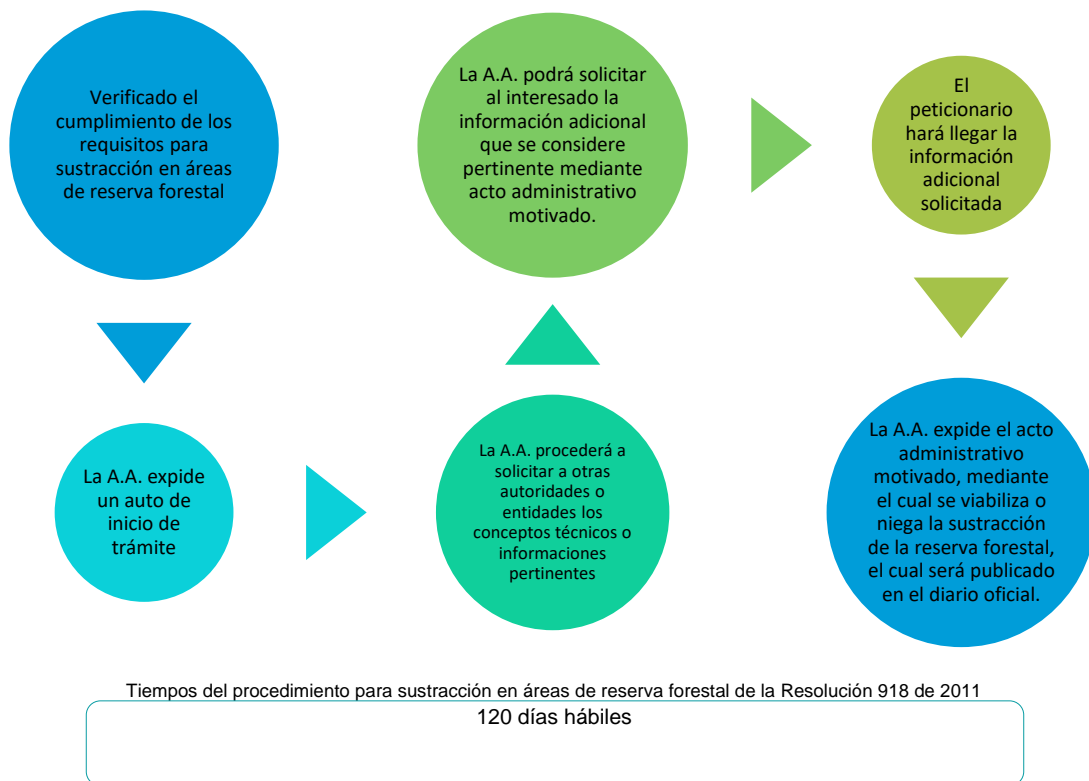 Verificado el
cumplimiento de los
requisitos para
sustracción en áreas
de reserva forestal
La A.A. expide
un auto de
inicio de
trámite
La A.A. procederá a
solicitar a otras
autoridades o
entidades los
conceptos técnicos o
informaciones
pertinentes
La A.A. podrá solicitar
al interesado la
información adicional
que se considere
pertinente mediante
acto administrativo
motivado.
El
peticionario
hará llegar la
información
adicional
solicitada
La A.A. expide el acto
administrativo
motivado, mediante
el cual se viabiliza o
niega la sustracción
de la reserva forestal,
el cual será publicado
en el diario oficial.
Tiempos del procedimiento para sustracción en áreas de reserva forestal de la Resolución 918 de 2011
120 días hábiles